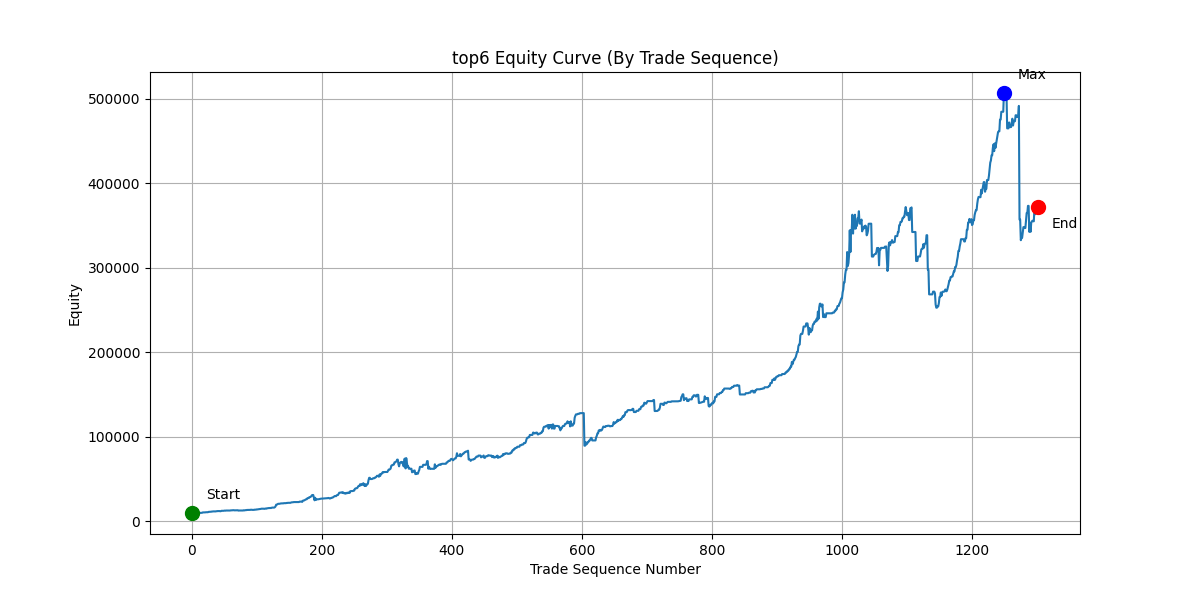 top6 Equity Curve (By Trade Sequence)
Max
500000
400000
300000
End
200000
100000
Start
0
Equity
0 200 400 600 800 1000 1200
Trade Sequence Number